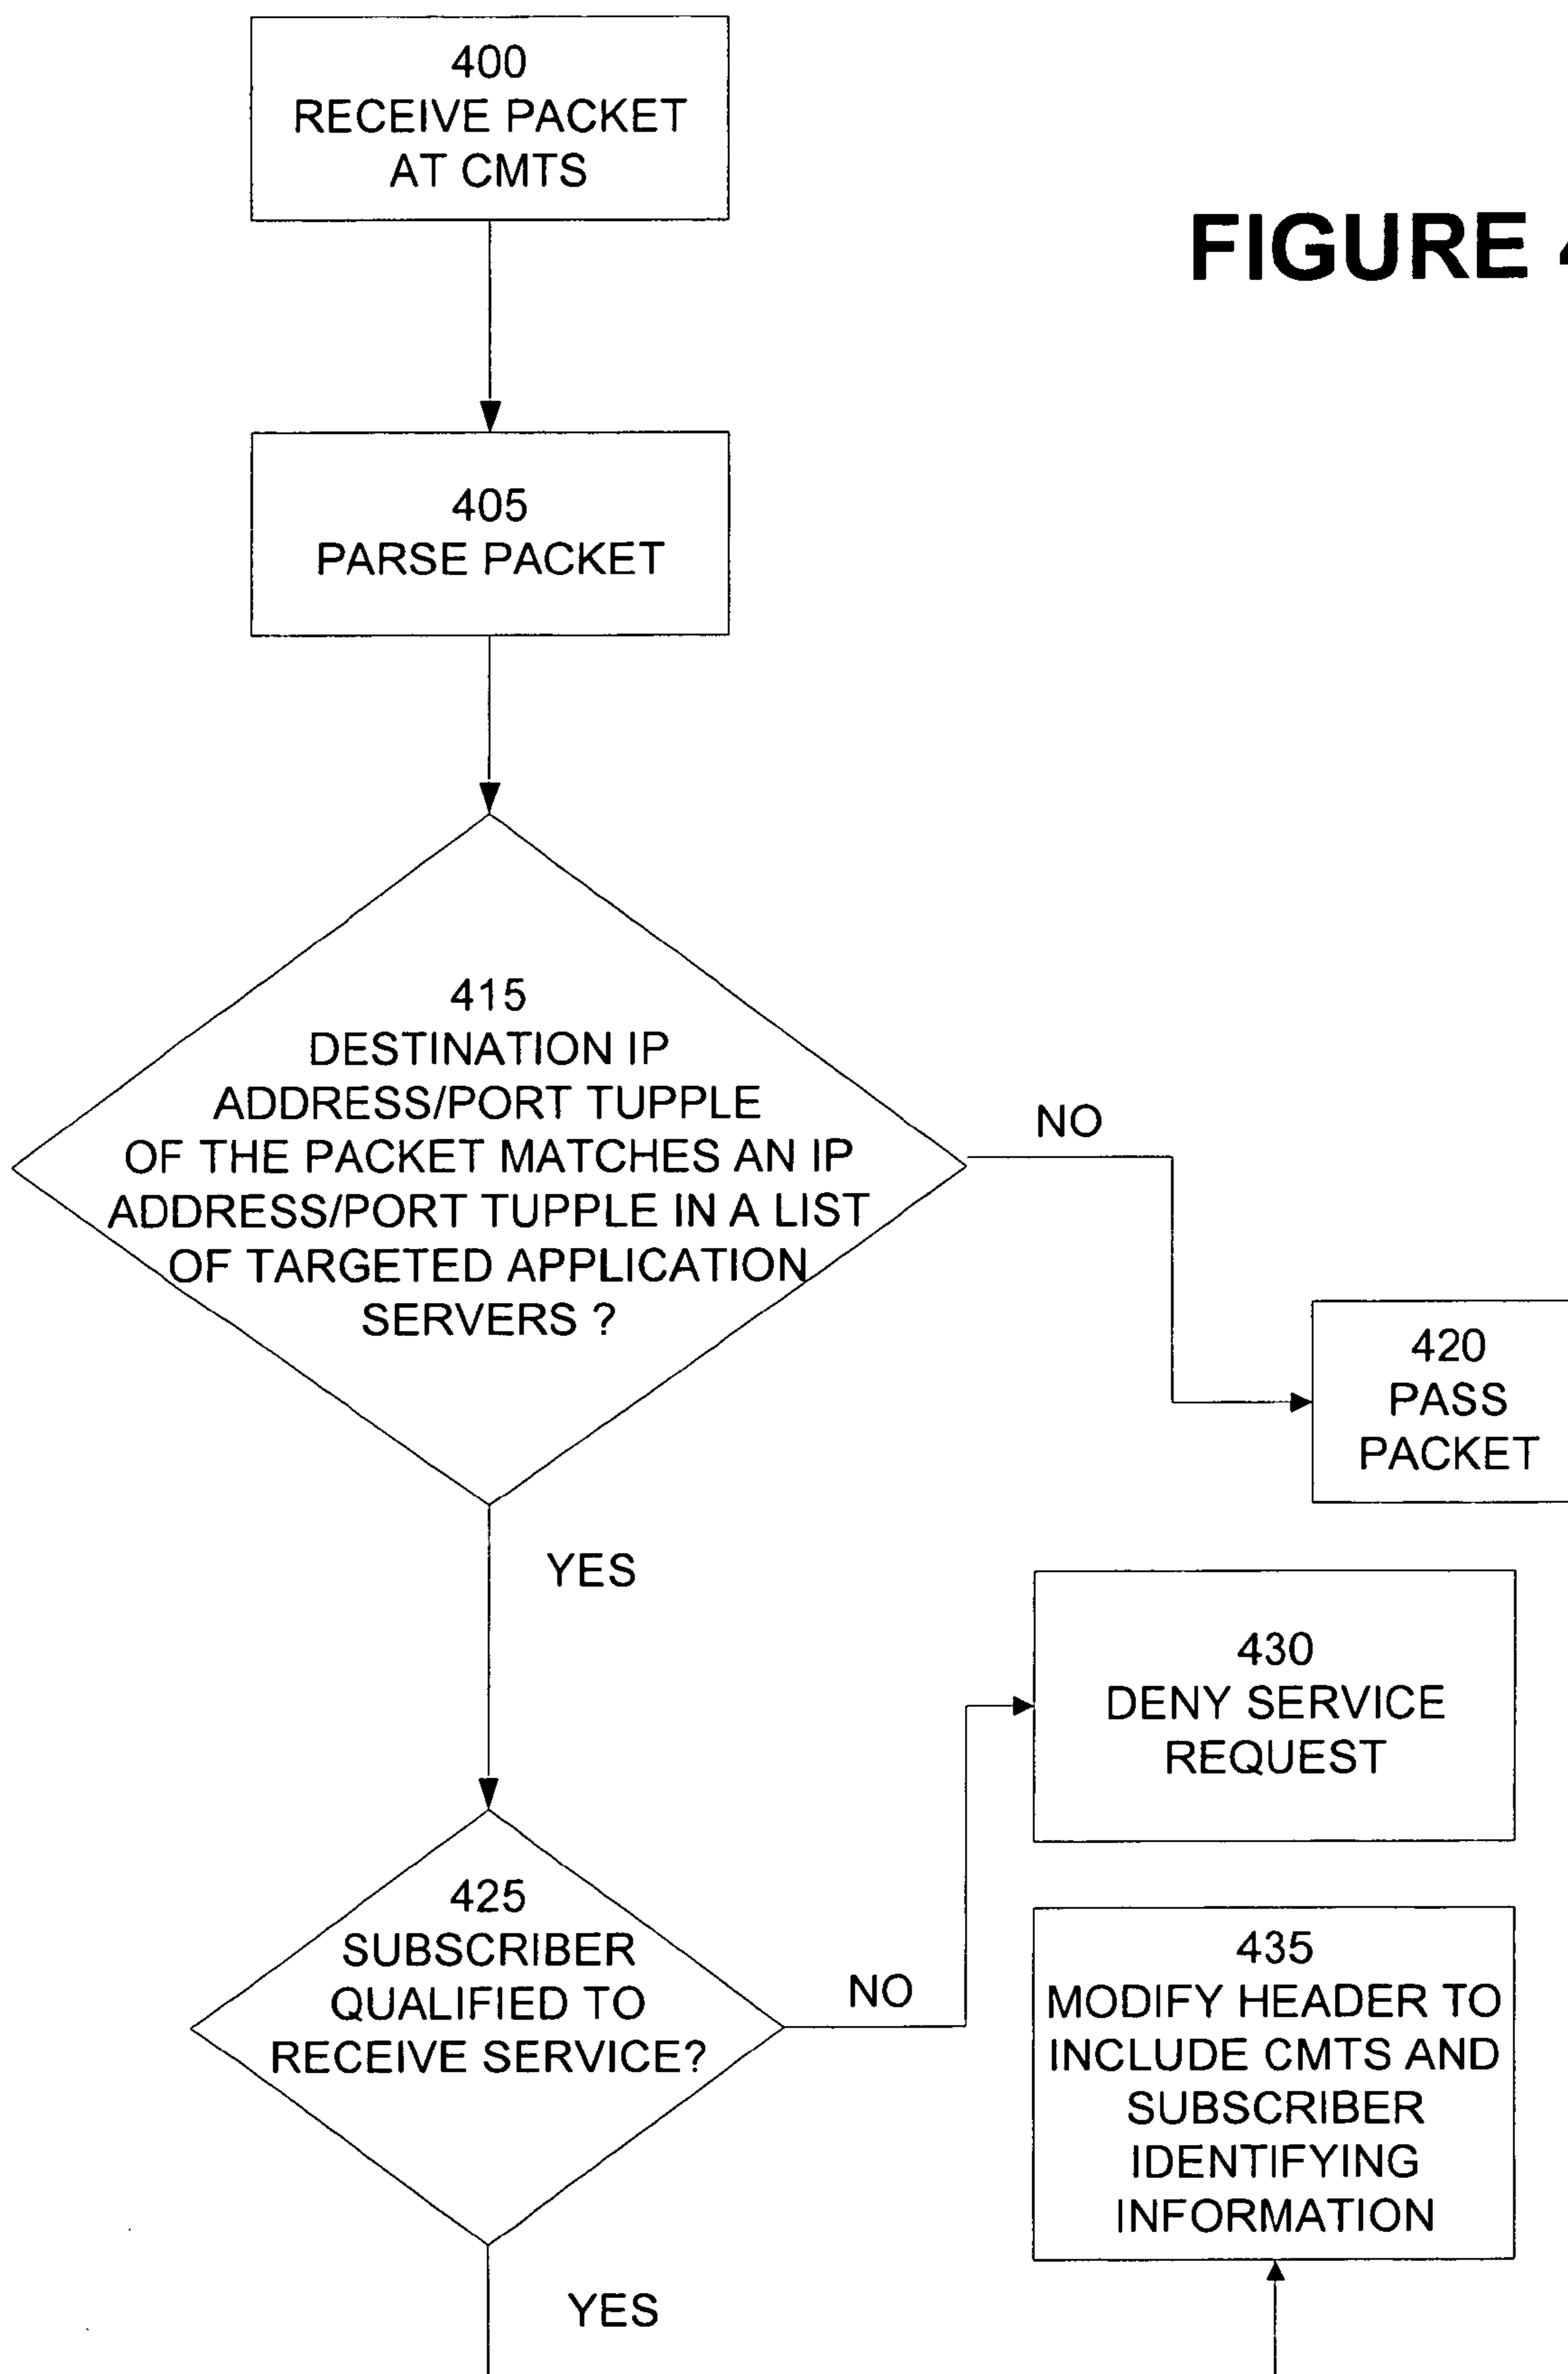 400
RECEIVE PACKET
AT CMTS
FIGURE 4
405
PARSE PACKET
415
DESTINATION IP
ADDRESS/PORT TUPPLE
OF THE PACKET MATCHES AN IP
ADDRESS/PORT TUPPLE IN A LIST
OF TARGETED APPLICATION
SERVERS ?
NO
420
PASS
PACKET
YES
430
DENY SERVICE
REQUEST
425
SUBSCRIBER
QUALIFIED TO
RECEIVE SERVICE?
NO
435
MODIFY HEADER TO
INCLUDE CMTS AND
SUBSCRIBER
IDENTIFYING
INFORMATION
YES